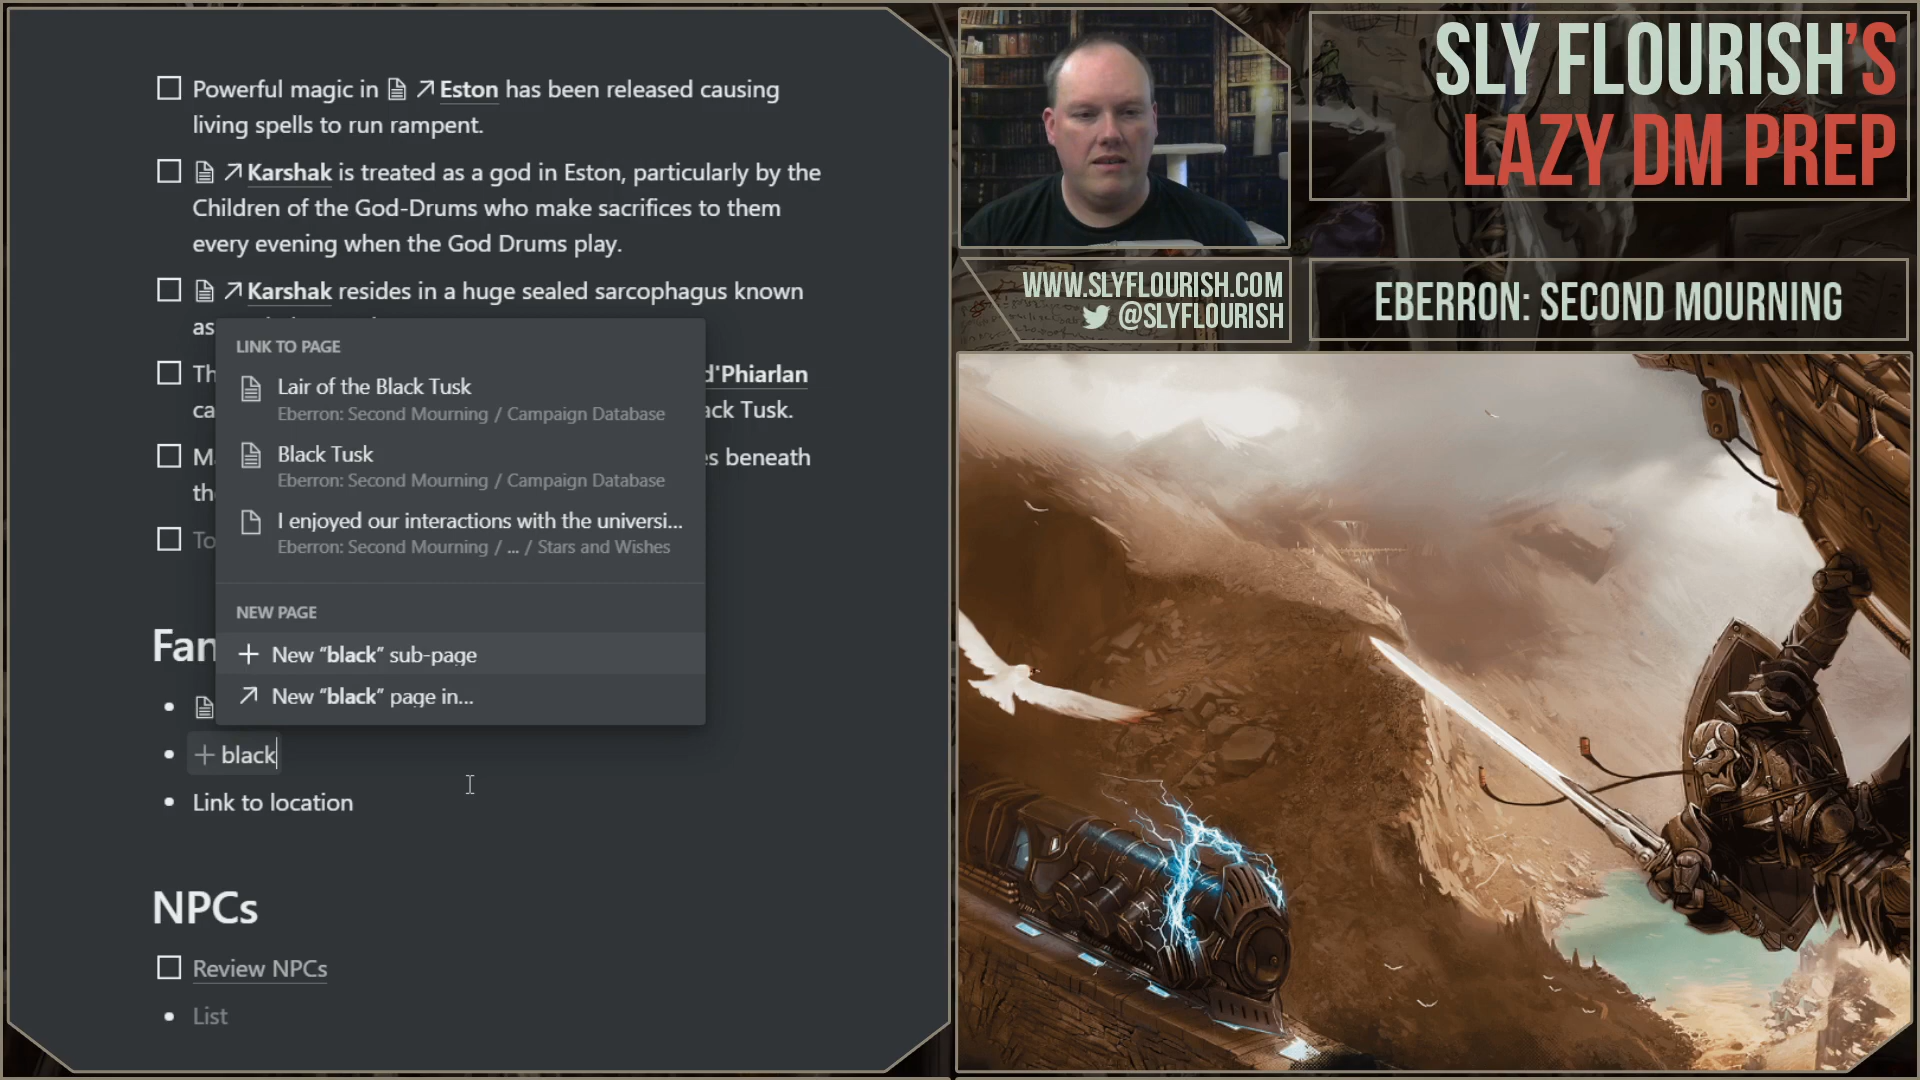 Powerful magic in Eston has been released causing
living spells to run rampent.
Karshak is treated as a god in Eston, particularly by the
Children of the God-Drums who make sacrifices to them
every evening when the God Drums play.
Karshak resides in a huge sealed sarcophagus known
as
LINK TO PAGE
Lair of the Black Tusk
Eberron: Second Mourning / Campaign Database
Black Tusk
Eberron: Second Mourning / Campaign Database
I enjoyed our interactions with the universi...
Eberron: Second Mourning / ... / Stars and Wishes
NEW PAGE
New "black" sub-page
New "black" page in...
Th d'Phiarlan
ca ack Tusk.
Ma es beneath
the
To
Fan
+ black
Link to location
NPCs
Review NPCs
List
SLY FLOURISH'S
LAZY DM PREP
WWW.SLYFLOURISH.COM
@SLYFLOURISH
EBERRON: SECOND MOURNING